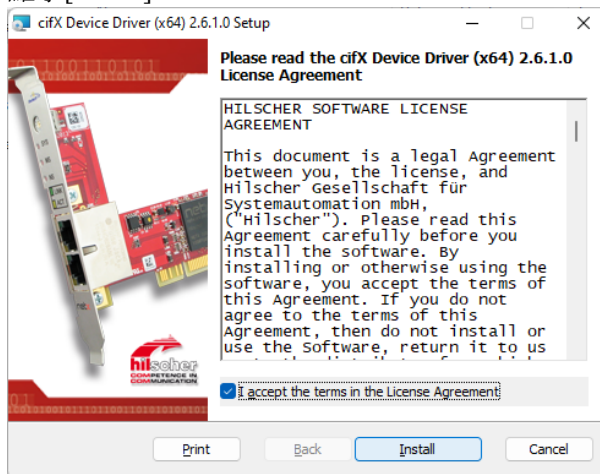 cifX Device Driver (x64) 2.6.1.0 Setup
Please read the cifX Device Driver (x64) 2.6.1.0
License Agreement
HILSCHER SOFTWARE LICENSE
AGREEMENT
This document is a legal Agreement
between you, the license, and
Hilscher Gesellschaft für
Systemautomation mbH,
("Hilscher"). Please read this
Agreement carefully before you
install the software. By
installing or otherwise using the
software, you accept the terms of
this Agreement. If you do not
agree to the terms of this
Agreement, then do not install or
use the Software, return it to us
hilscher
COMPETENCE IN
COMMUNICATION
I accept the terms in the License Agreement
Print
Back
Install
Cancel